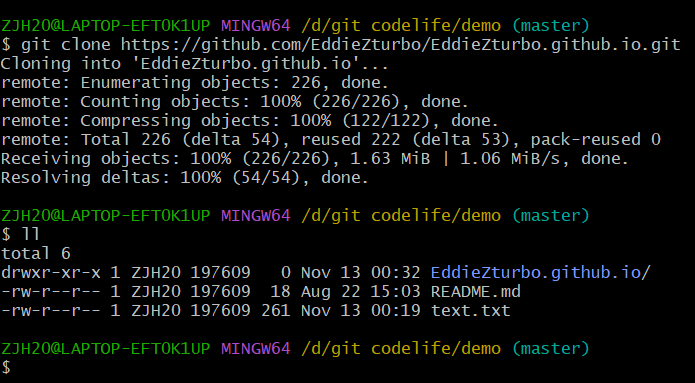 ZJH20@LAPTOP-EFT0K1UP MINGW64 /d/git codelife/demo (master)
$ git clone https://github.com/EddieZturbo/EddieZturbo.github.io.git
Cloning into 'EddieZturbo.github.io'...
remote: Enumerating objects: 226, done.
remote: Counting objects: 100% (226/226), done.
remote: Compressing objects: 100% (122/122), done.
remote: Total 226 (delta 54), reused 222 (delta 53), pack-reused 0
Receiving objects: 100% (226/226), 1.63 MiB | 1.06 MiB/s, done.
Resolving deltas: 100% (54/54), done.
ZJH20@LAPTOP-EFT0K1UP MINGW64 /d/git codelife/demo (master)
$ ll
total 6
drwxr-xr-x 1 ZJH20 197609   0 Nov 13 00:32 EddieZturbo.github.io/
-rw-r--r-- 1 ZJH20 197609  18 Aug 22 15:03 README.md
-rw-r--r-- 1 ZJH20 197609 261 Nov 13 00:19 text.txt
ZJH20@LAPTOP-EFT0K1UP MINGW64 /d/git codelife/demo (master)
$